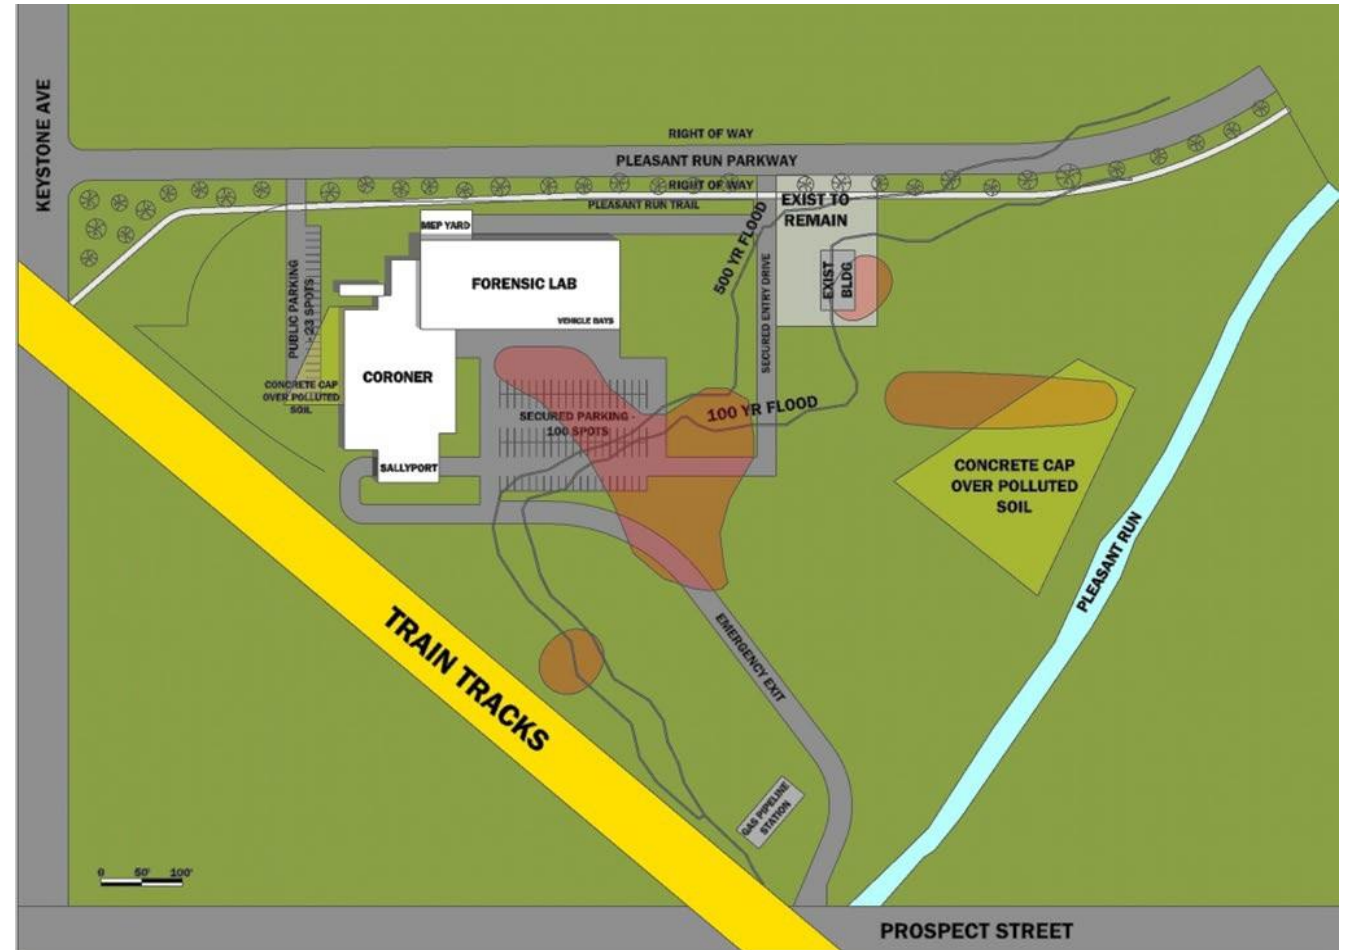 KEYSTONE AVE
RIGHT OF WAY
PLEASANT RUN PARKWAY
RIGHT OF WAY
PLEASANT RUN TRAIL
EXIST TO
REMAIN
MEP YARD
500 YR FLOOD
FORENSIC LAB
VEHICLE BAYS
EXIST
BLDG
PUBLIC PARKING
- 23 SPOTS
SECURED ENTRY DRIVE
CORONER
CONCRETE CAP
OVER POLLUTED
SOIL
SECURED PARKING -
100 SPOTS
100 YR FLOOD
SALLYPORT
CONCRETE CAP
OVER POLLUTED
SOIL
PLEASANT RUN
TRAIN TRACKS
EMERGENCY EXIT
GAS PIPELINE
STATION
0 50' 100'
PROSPECT STREET